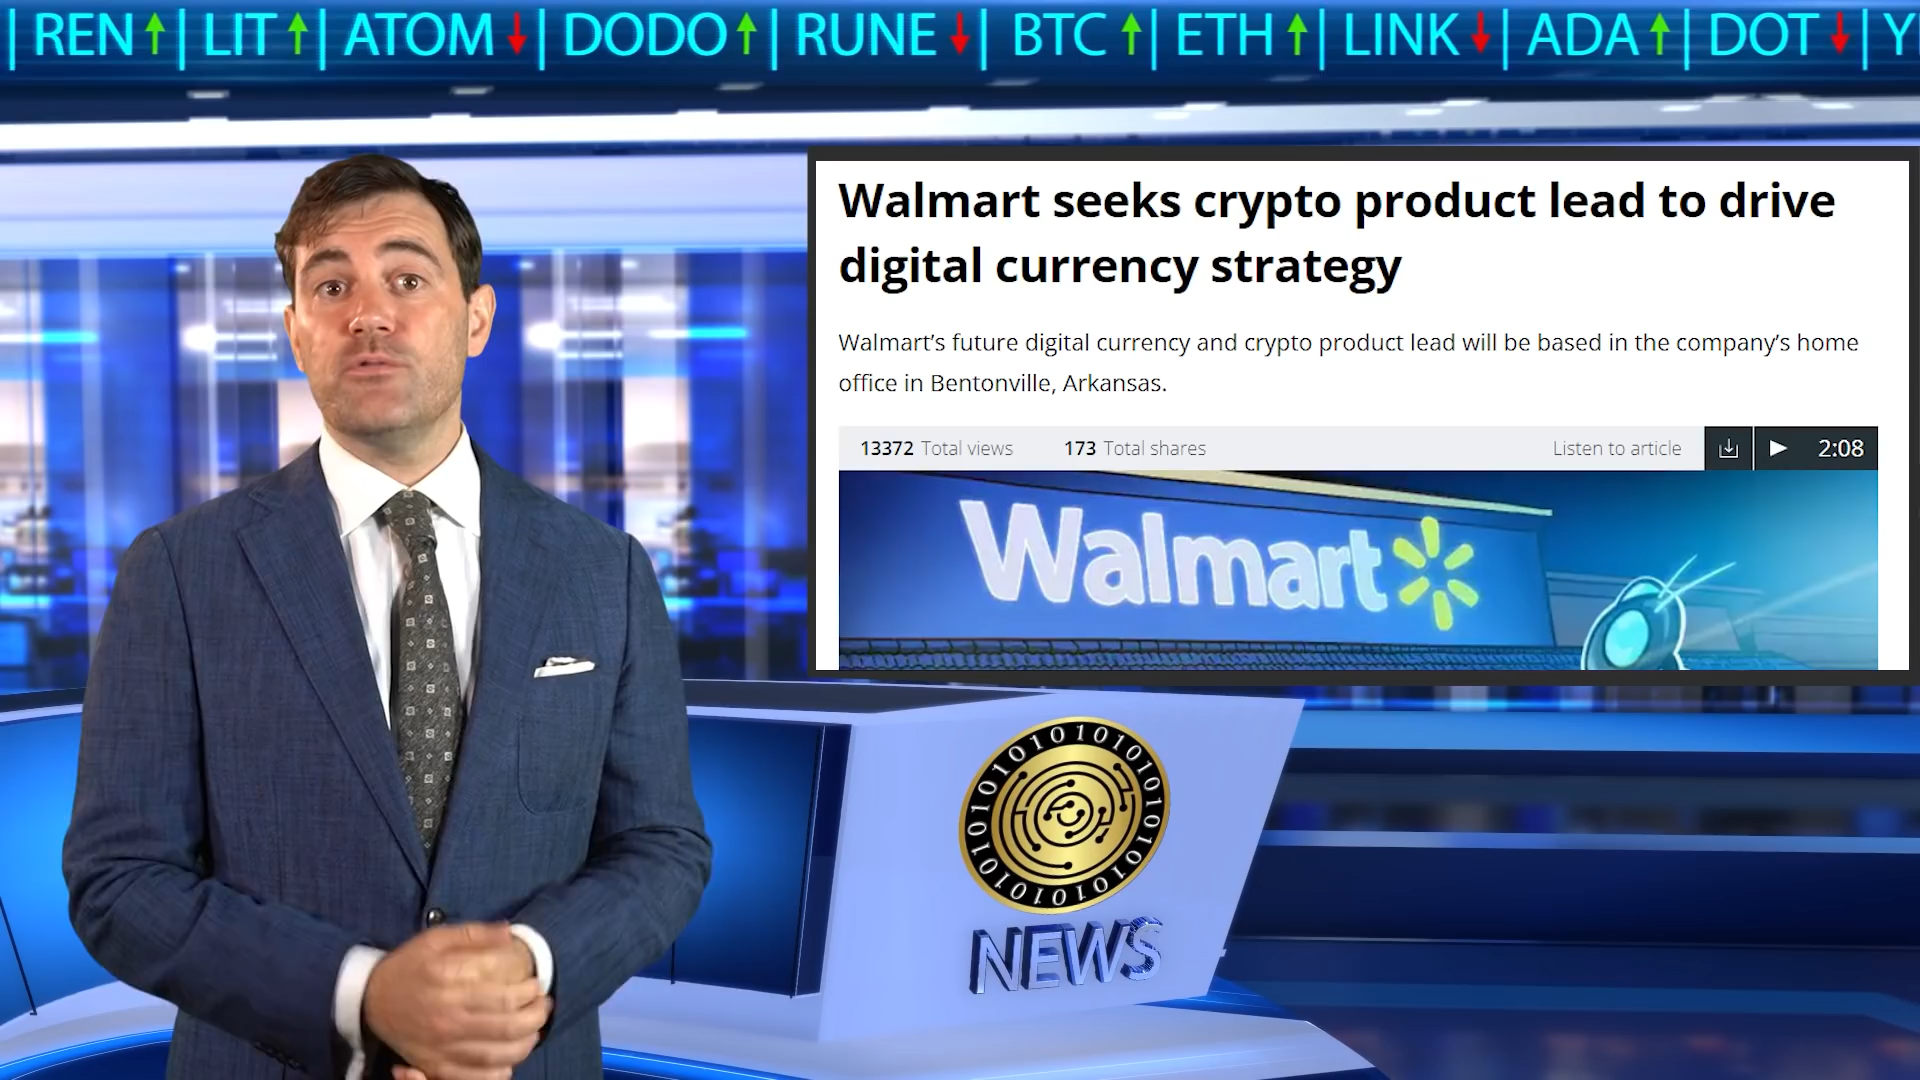 REN LIT ATOM DODO RUNE BTC ETH LINK ADA DOT Y
Walmart seeks crypto product lead to drive
digital currency strategy
Walmart’s future digital currency and crypto product lead will be based in the company’s home
office in Bentonville, Arkansas.
13372 Total views 173 Total shares Listen to article 2:08
Walmart
NEWS